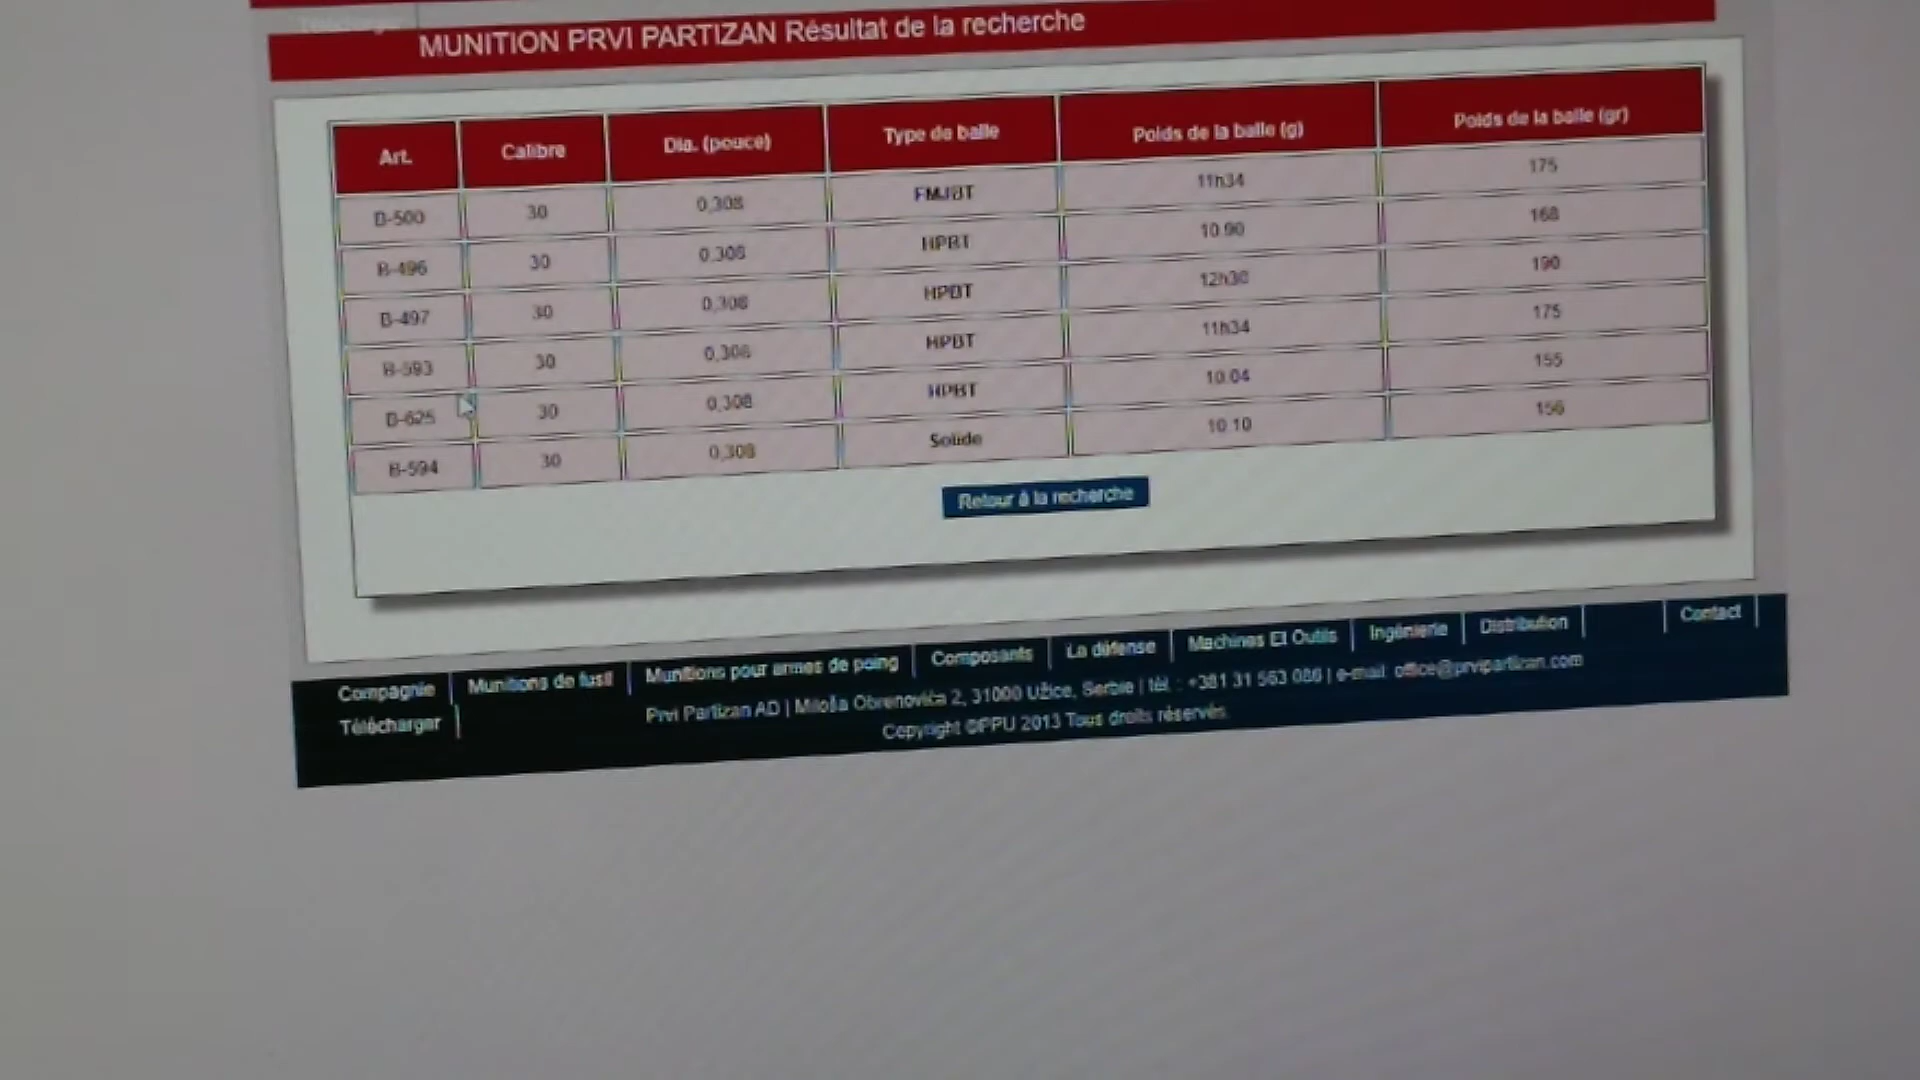 Télécharger
MUNITION PRVI PARTIZAN Résultat de la recherche
Art. Calibre Dia. (pouce) Type de balle Poids de la balle (g) Poids de la balle (gr)
B-500 30 0,308 FMJBT 11h34 175
B-496 30 0,308 HPBT 10.90 168
B-497 30 0,308 HPBT 12h30 190
B-593 30 0,308 HPBT 11h34 175
B-625 30 0,308 HPBT 10.04 155
B-594 30 0,308 Solide 10.10 156
Retour à la recherche
Compagnie Munitions de fusil Munitions pour armes de poing Composants La défense Machines Et Outils Ingénierie Distribution Contact
Télécharger
Prvi Partizan AD | Miloša Obrenovića 2, 31000 Užice, Serbie | tél. : +381 31 563 086 | e-mail: office@prvipartizan.com
Copyright ©PPU 2013 Tous droits réservés